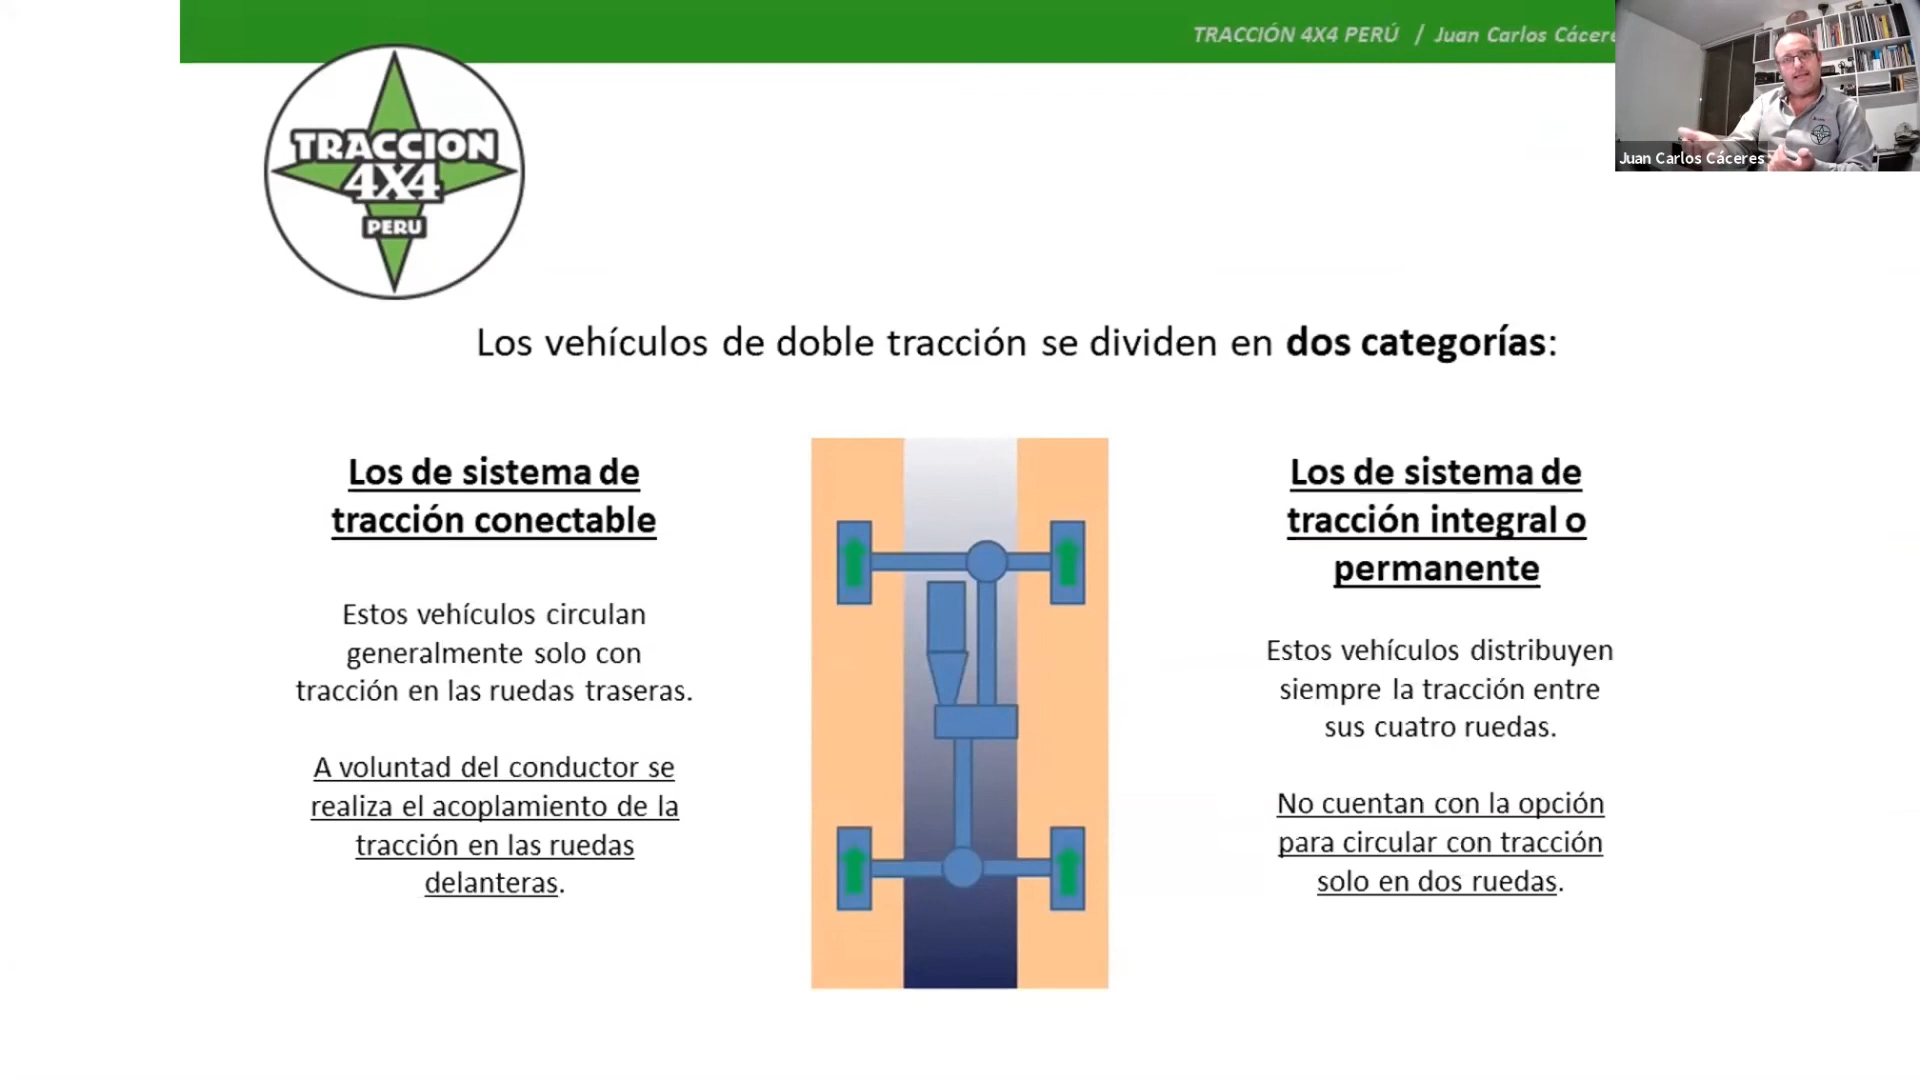 TRACCIÓN 4X4 PERÚ / Juan Carlos Cácere
Juan Carlos Cáceres
TRACCION
4X4
PERU
Los vehículos de doble tracción se dividen en dos categorías:
Los de sistema de
tracción conectable
Estos vehículos circulan
generalmente solo con
tracción en las ruedas traseras.
A voluntad del conductor se
realiza el acoplamiento de la
tracción en las ruedas
delanteras.
Los de sistema de
tracción integral o
permanente
Estos vehículos distribuyen
siempre la tracción entre
sus cuatro ruedas.
No cuentan con la opción
para circular con tracción
solo en dos ruedas.